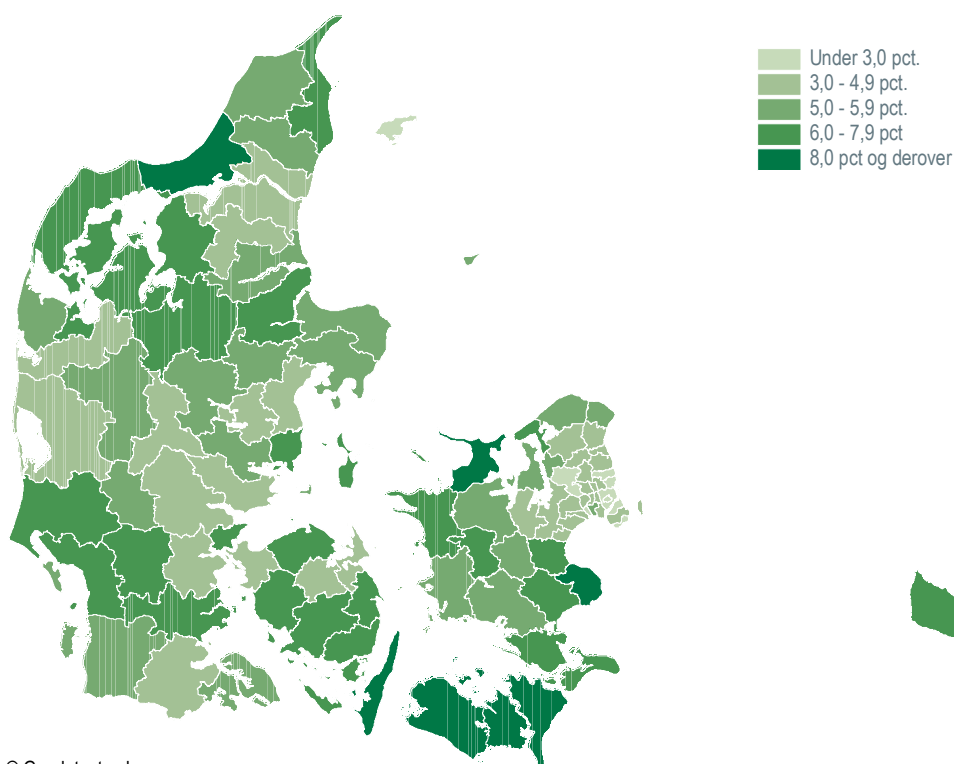 Under 3,0 pct.
3,0 - 4,9 pct.
5,0 - 5,9 pct.
6,0 - 7,9 pct
8,0 pct og derover
©